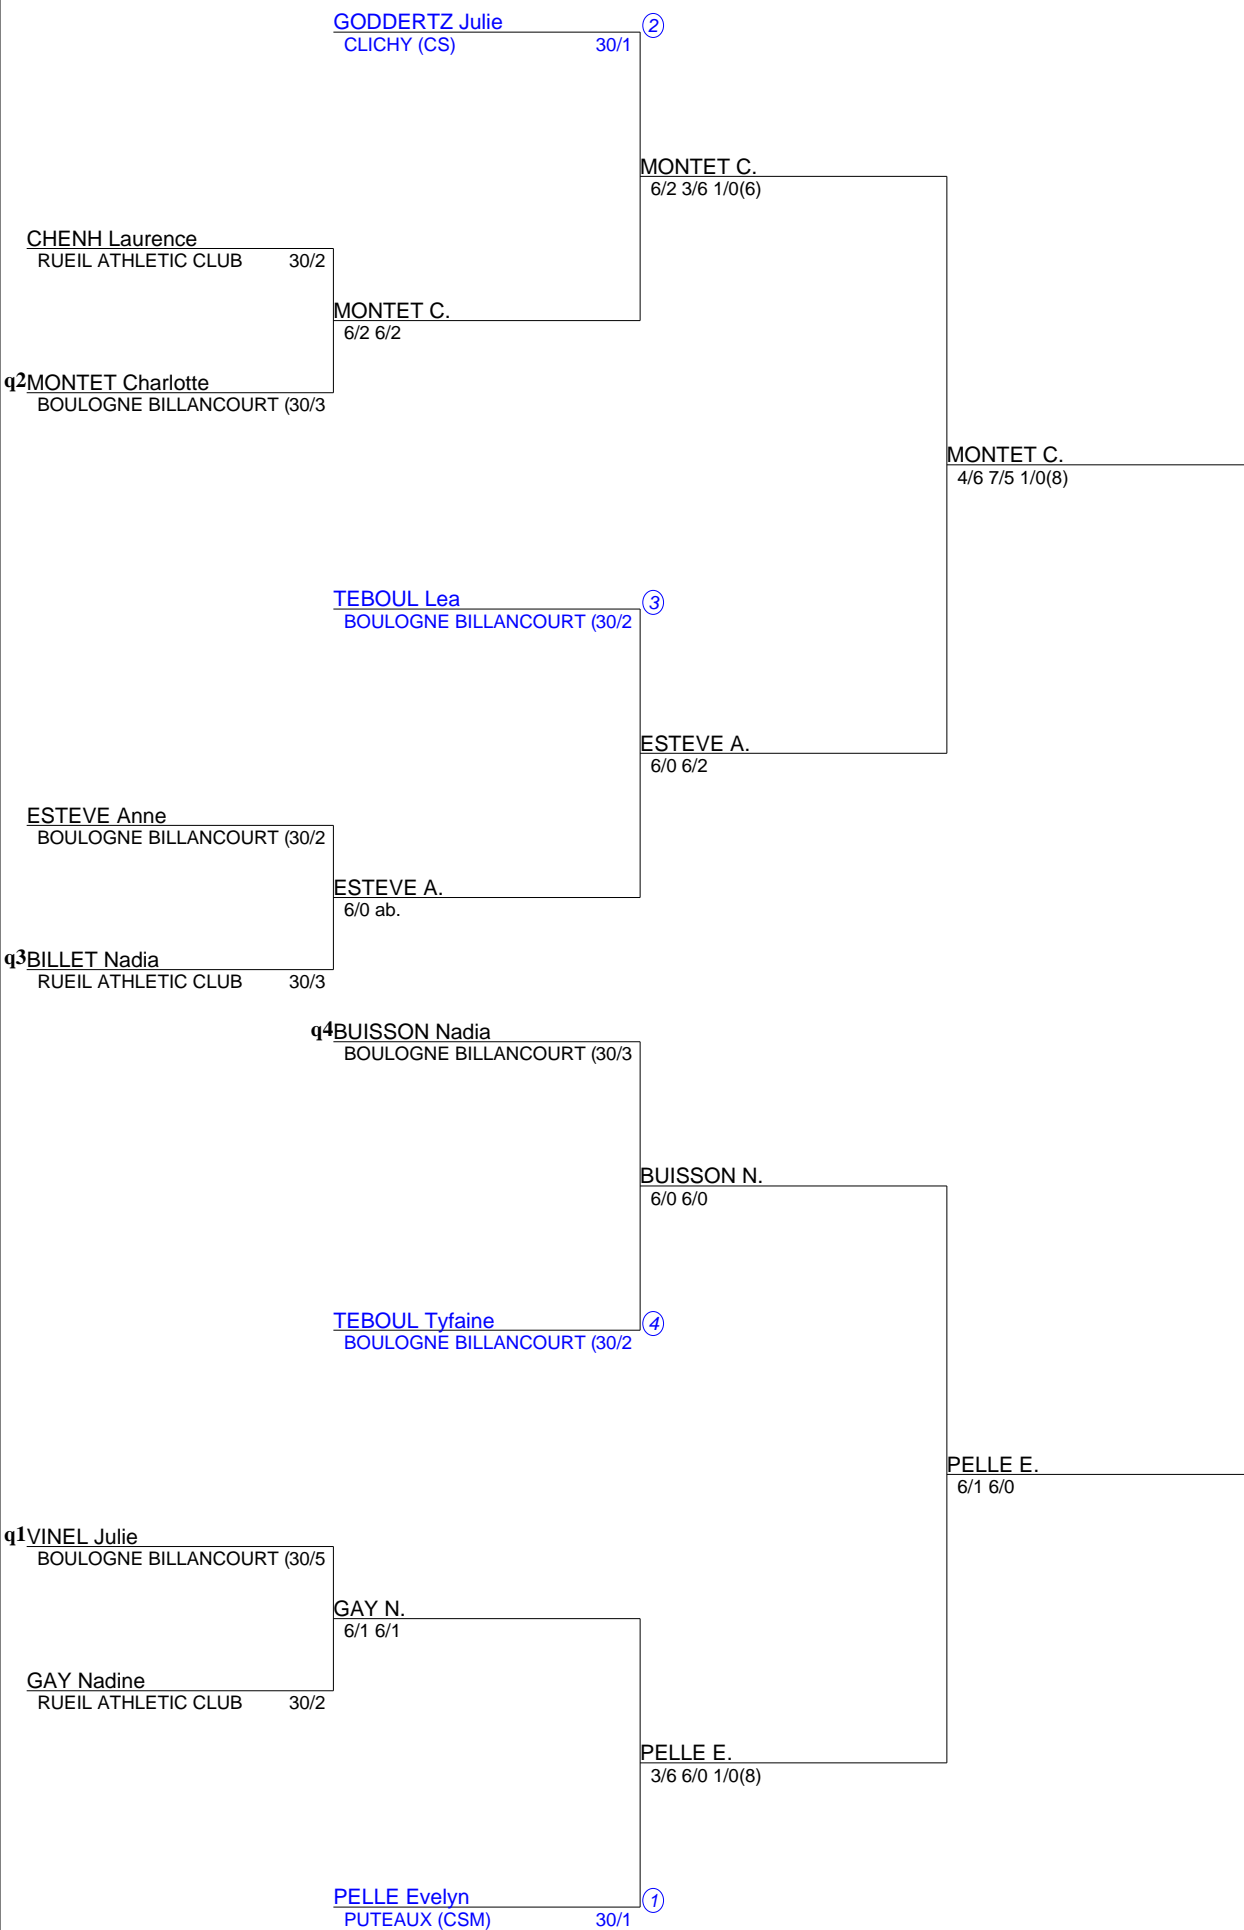 GODDERTZ Julie 2
CLICHY (CS) 30/1
MONTET C.
6/2 3/6 1/0(6)
CHENH Laurence
RUEIL ATHLETIC CLUB 30/2
MONTET C.
6/2 6/2
q2 MONTET Charlotte
BOULOGNE BILLANCOURT (30/3
MONTET C.
4/6 7/5 1/0(8)
TEBOUL Lea 3
BOULOGNE BILLANCOURT (30/2
ESTEVE A.
6/0 6/2
ESTEVE Anne
BOULOGNE BILLANCOURT (30/2
ESTEVE A.
6/0 ab.
q3 BILLET Nadia
RUEIL ATHLETIC CLUB 30/3
q4 BUISSON Nadia
BOULOGNE BILLANCOURT (30/3
BUISSON N.
6/0 6/0
TEBOUL Tyfaine 4
BOULOGNE BILLANCOURT (30/2
PELLE E.
6/1 6/0
q1 VINEL Julie
BOULOGNE BILLANCOURT (30/5
GAY N.
6/1 6/1
GAY Nadine
RUEIL ATHLETIC CLUB 30/2
PELLE E.
3/6 6/0 1/0(8)
PELLE Evelyn 1
PUTEAUX (CSM) 30/1